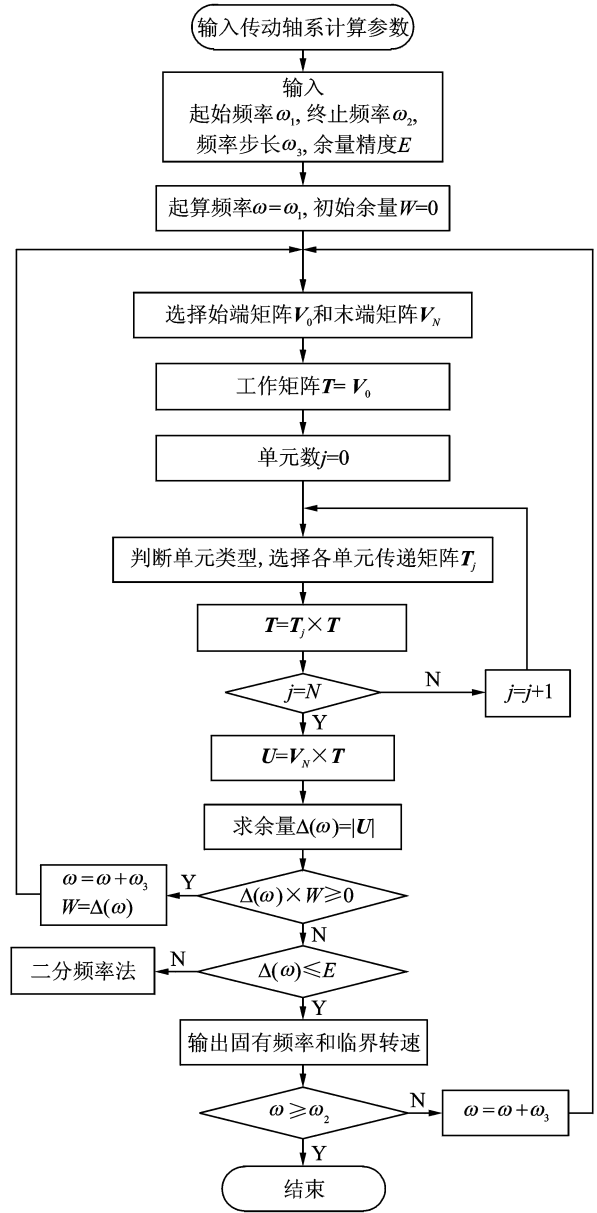 输入传动轴系计算参数
输入
起始频率ω₁, 终止频率ω₂,
频率步长ω₃, 余量精度E
起算频率ω=ω₁, 初始余量W=0
选择始端矩阵V₀和末端矩阵V_N
工作矩阵T= V₀
单元数j=0
判断单元类型, 选择各单元传递矩阵T_j
T=T_j×T
j=N
N
j=j+1
Y
U=V_N×T
求余量Δ(ω)=|U|
ω=ω+ω₃
W=Δ(ω)
Y
Δ(ω)×W≥0
N
二分频率法
N
Δ(ω)≤E
Y
输出固有频率和临界转速
ω≥ω₂
N
ω=ω+ω₃
Y
结束